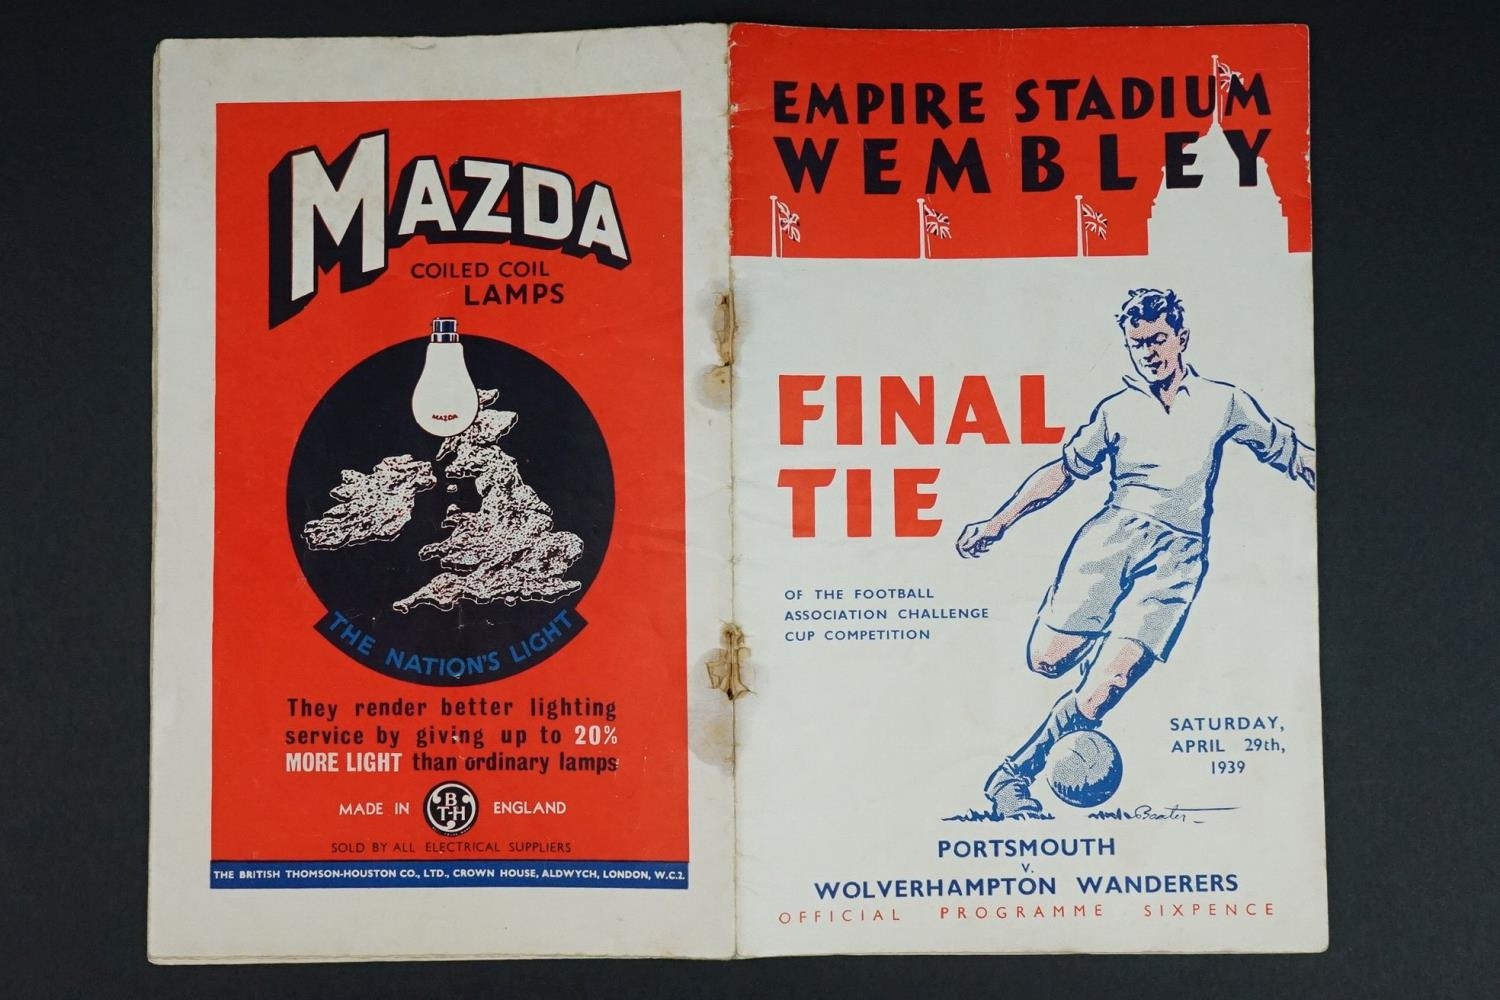 MAZDA
COILED COIL
LAMPS
MAZDA
THE NATION'S LIGHT
They render better lighting
service by giving up to 20%
MORE LIGHT than ordinary lamps
MADE IN BTH ENGLAND
SOLD BY ALL ELECTRICAL SUPPLIERS
THE BRITISH THOMSON-HOUSTON CO., LTD., CROWN HOUSE, ALDWYCH, LONDON, W.C.2.
EMPIRE STADIUM
WEMBLEY
FINAL
TIE
OF THE FOOTBALL
ASSOCIATION CHALLENGE
CUP COMPETITION
SATURDAY,
APRIL 29th,
1939
Baxter
PORTSMOUTH
V.
WOLVERHAMPTON WANDERERS
OFFICIAL PROGRAMME SIXPENCE